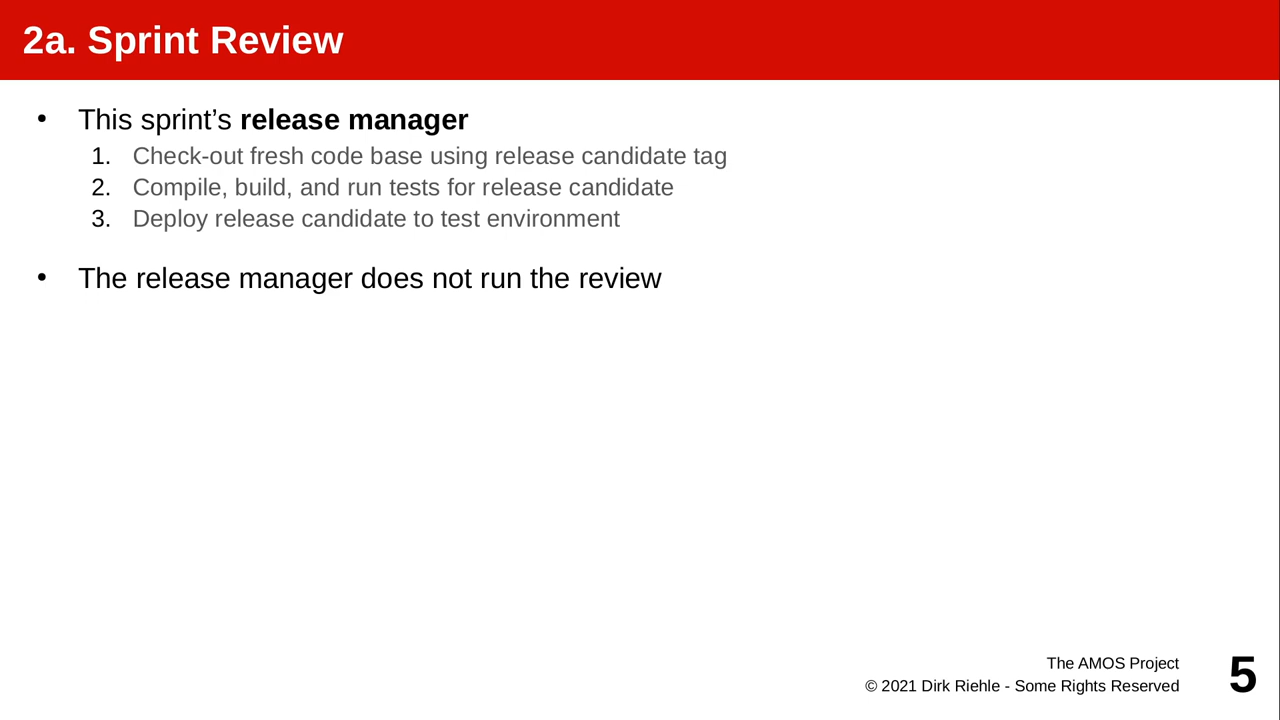 2a. Sprint Review
• This sprint’s release manager
1. Check-out fresh code base using release candidate tag
2. Compile, build, and run tests for release candidate
3. Deploy release candidate to test environment
• The release manager does not run the review
The AMOS Project
© 2021 Dirk Riehle - Some Rights Reserved
5